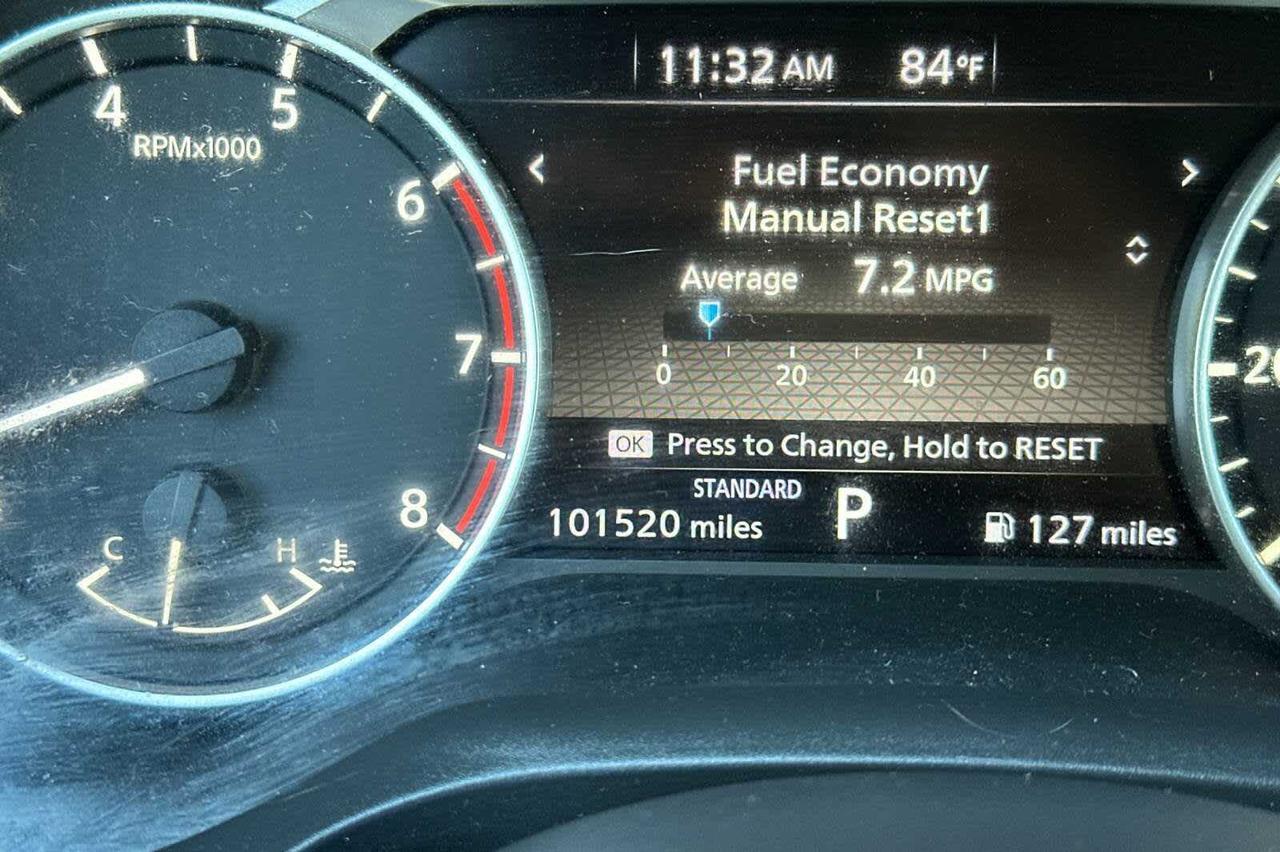 11:32 AM 84°F
4 5
RPMx1000
6
7
8
C H
< >
Fuel Economy
Manual Reset1
Average 7.2 MPG
0 20 40 60
OK Press to Change, Hold to RESET
STANDARD
101520 miles P 127 miles